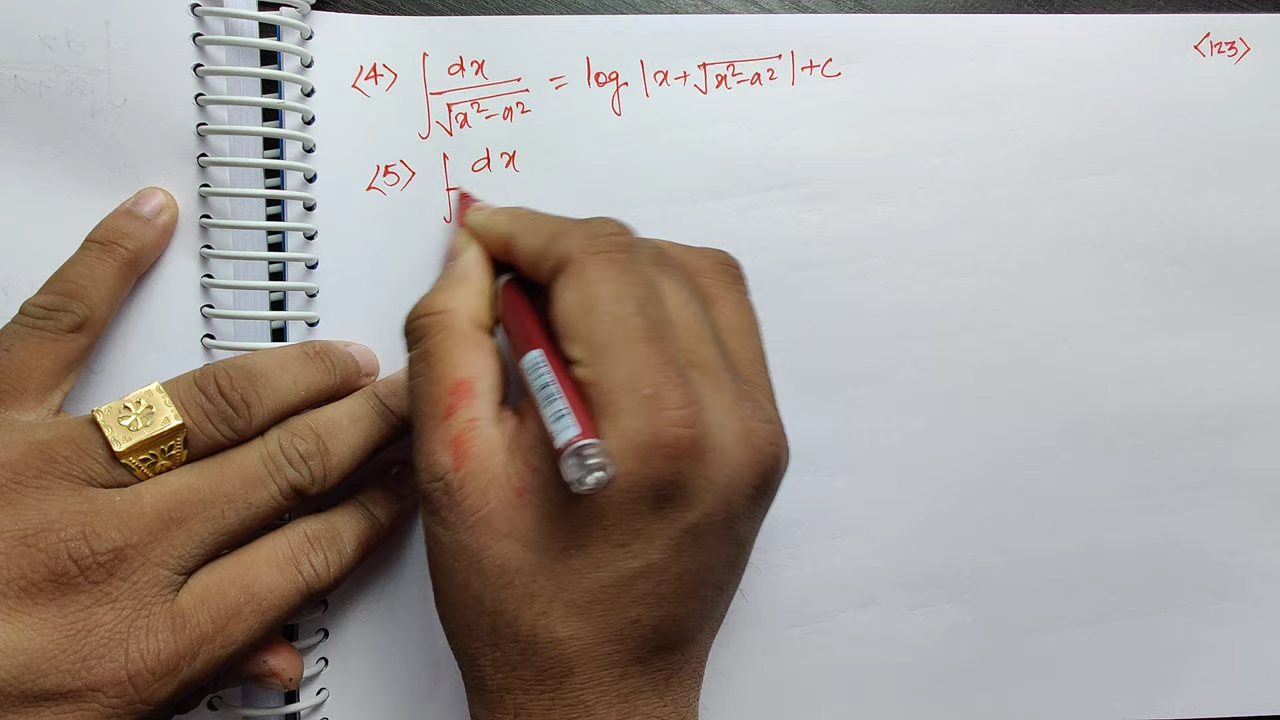 <123>
<4> ∫ dx / √(x²-a²) = log |x+√(x²-a²)|+c
<5> ∫ dx